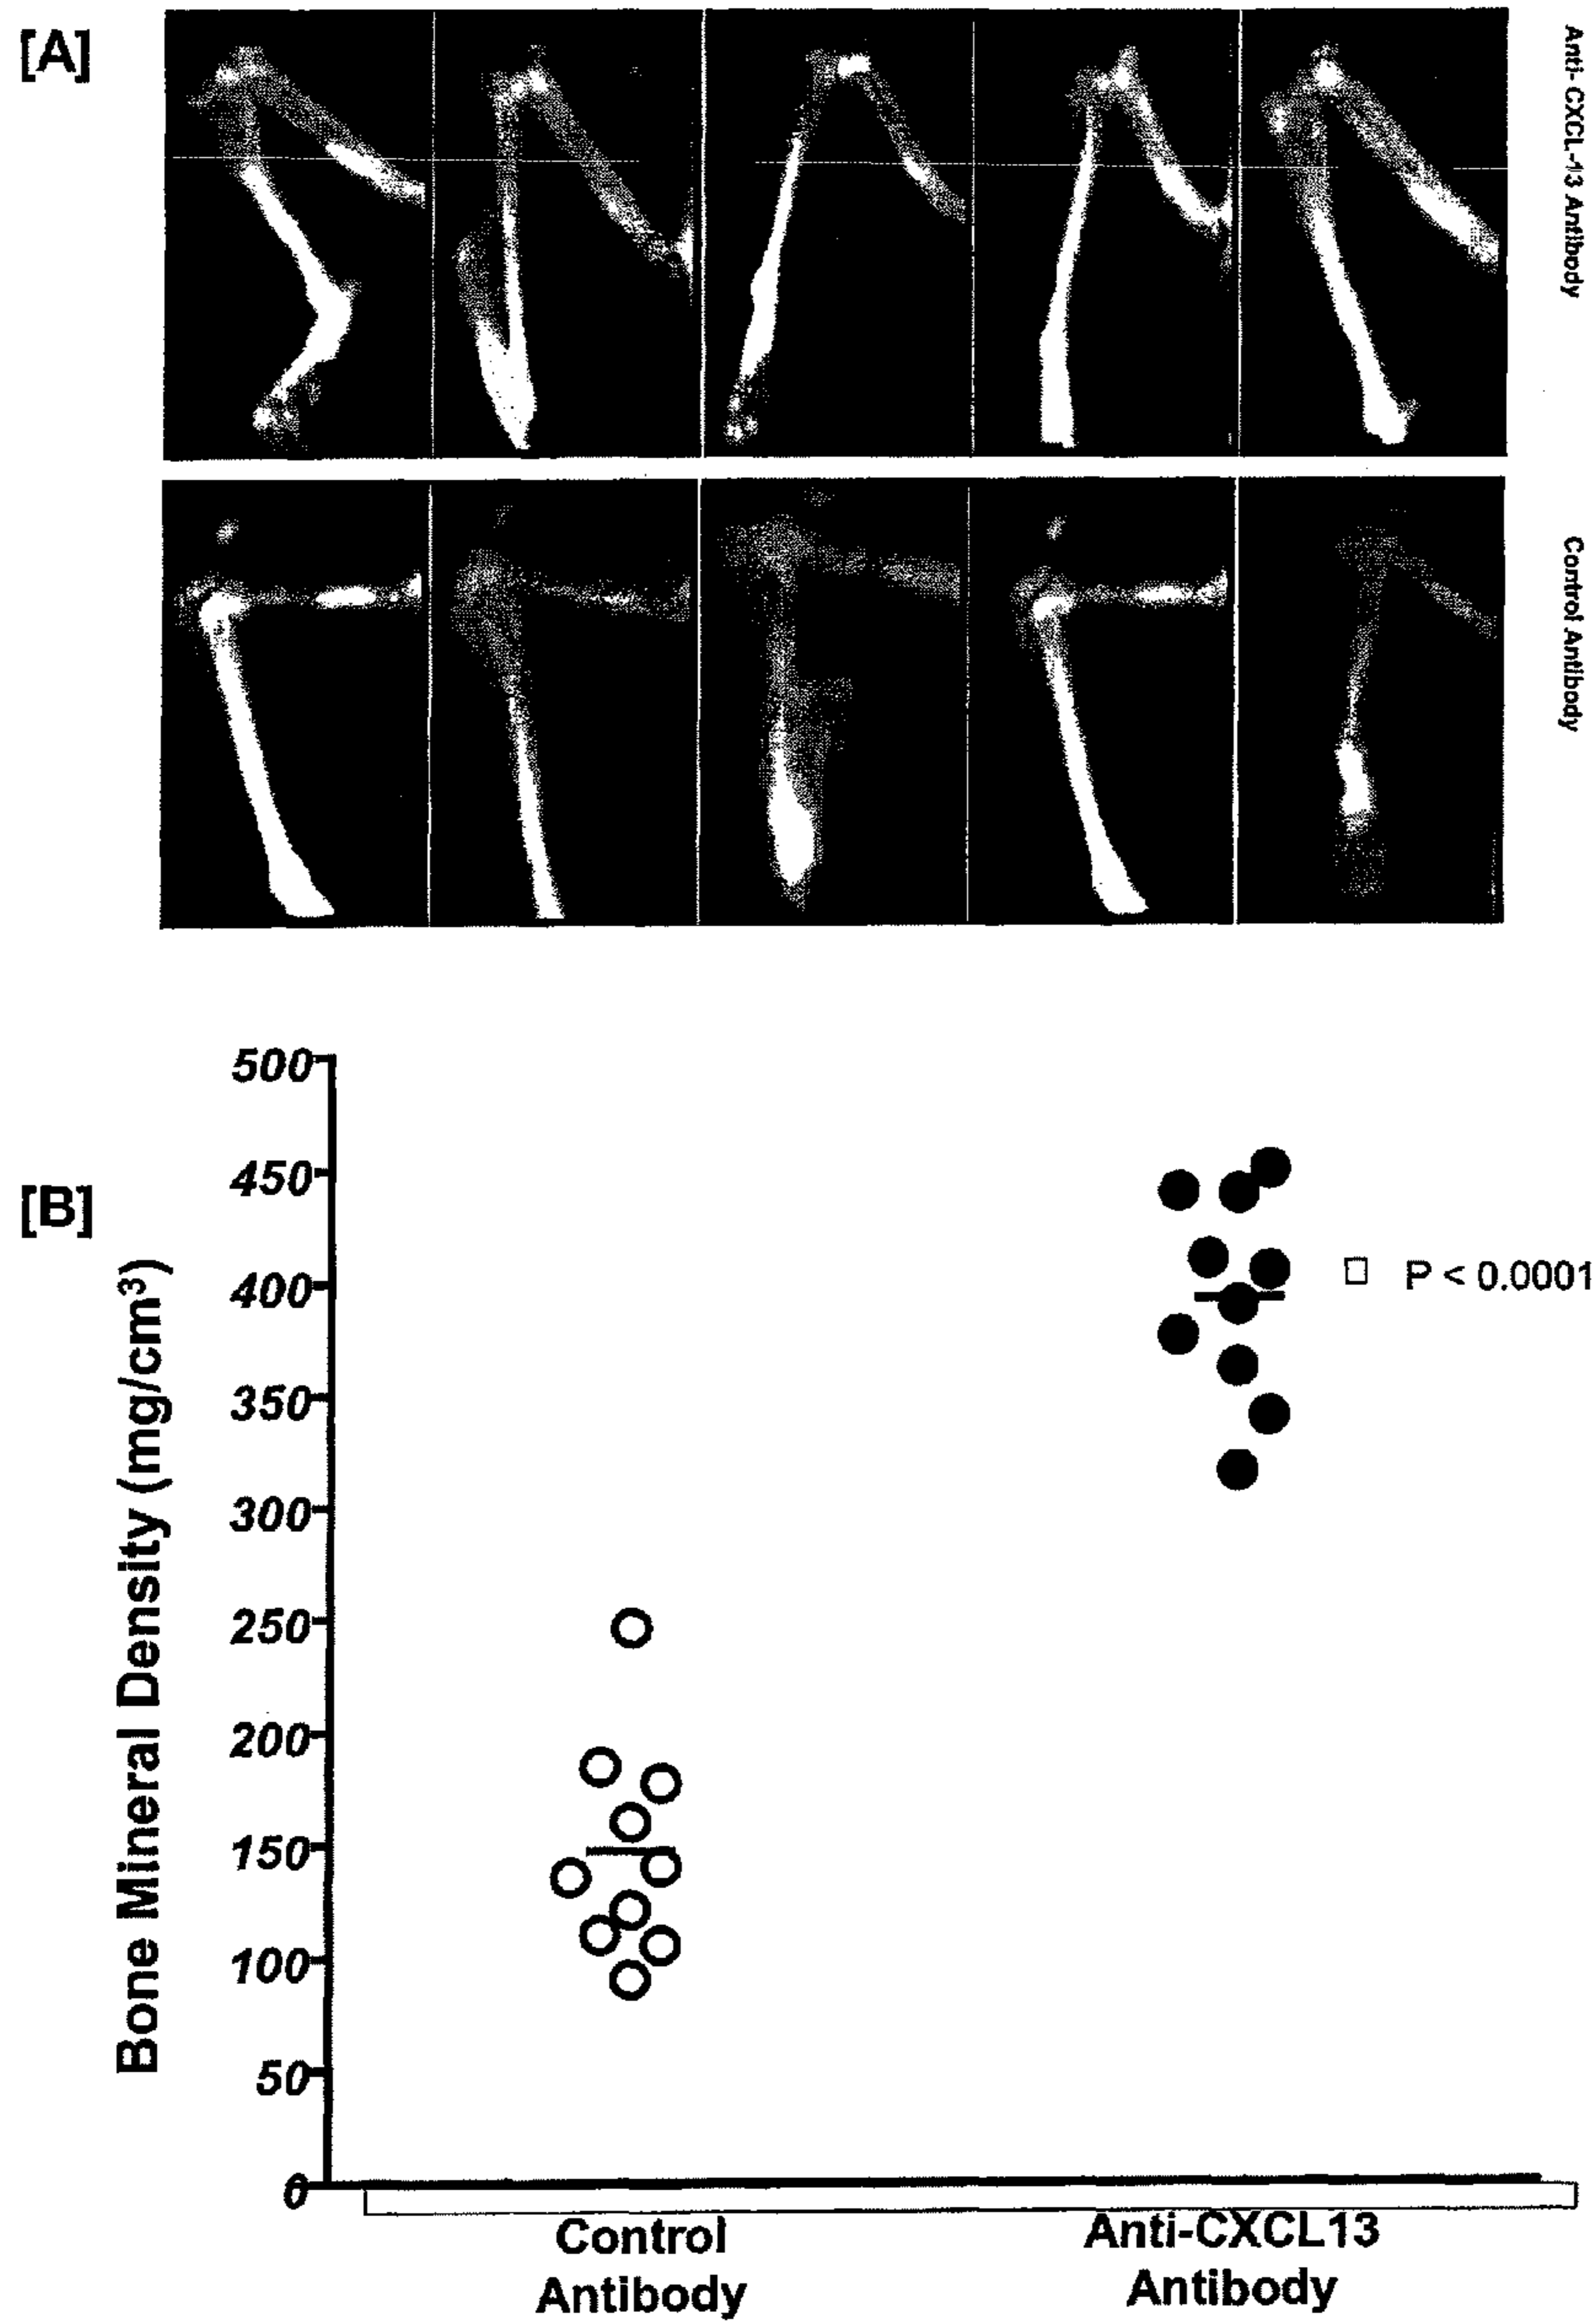 [A]
Anti- CXCL-13 Antibody
Control Antibody
[B]
Bone Mineral Density (mg/cm³)
500
450
400
350
300
250
200
150
100
50
0
P < 0.0001
Control
Antibody
Anti-CXCL13
Antibody